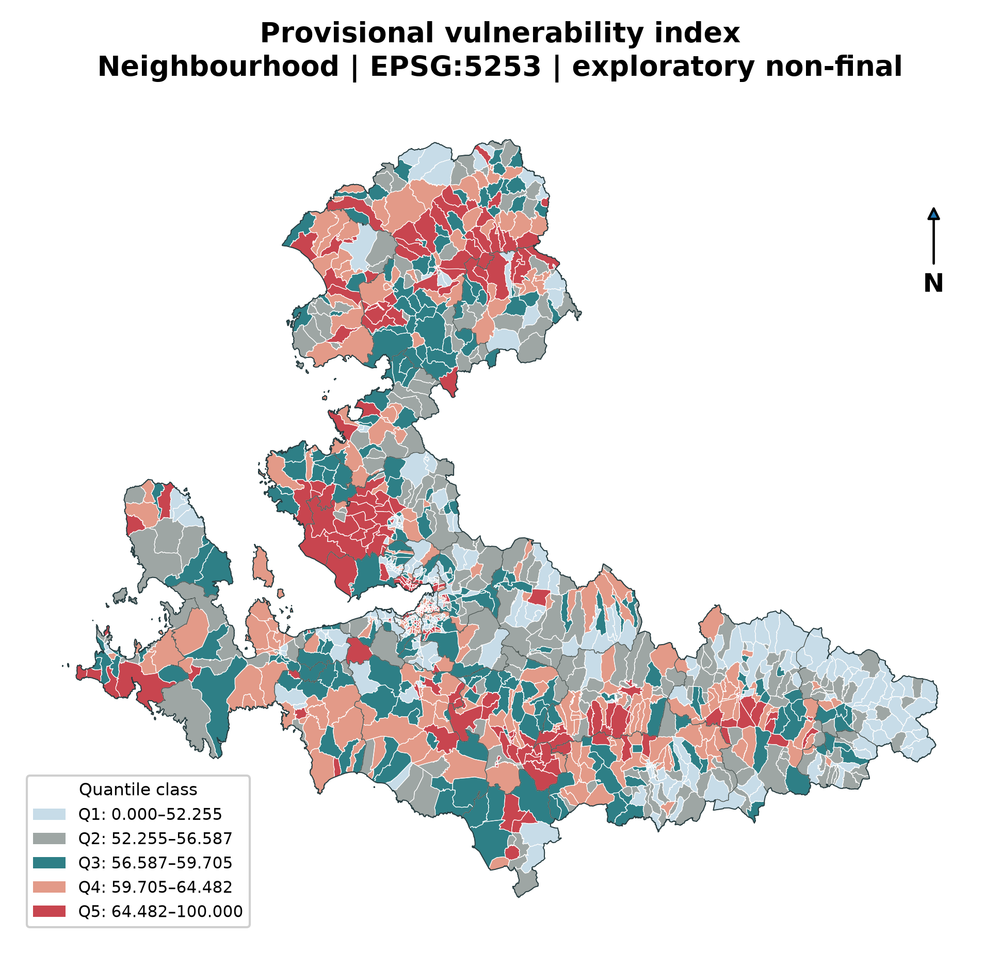 Provisional vulnerability index
Neighbourhood | EPSG:5253 | exploratory non-final
N
Quantile class
Q1: 0.000–52.255
Q2: 52.255–56.587
Q3: 56.587–59.705
Q4: 59.705–64.482
Q5: 64.482–100.000